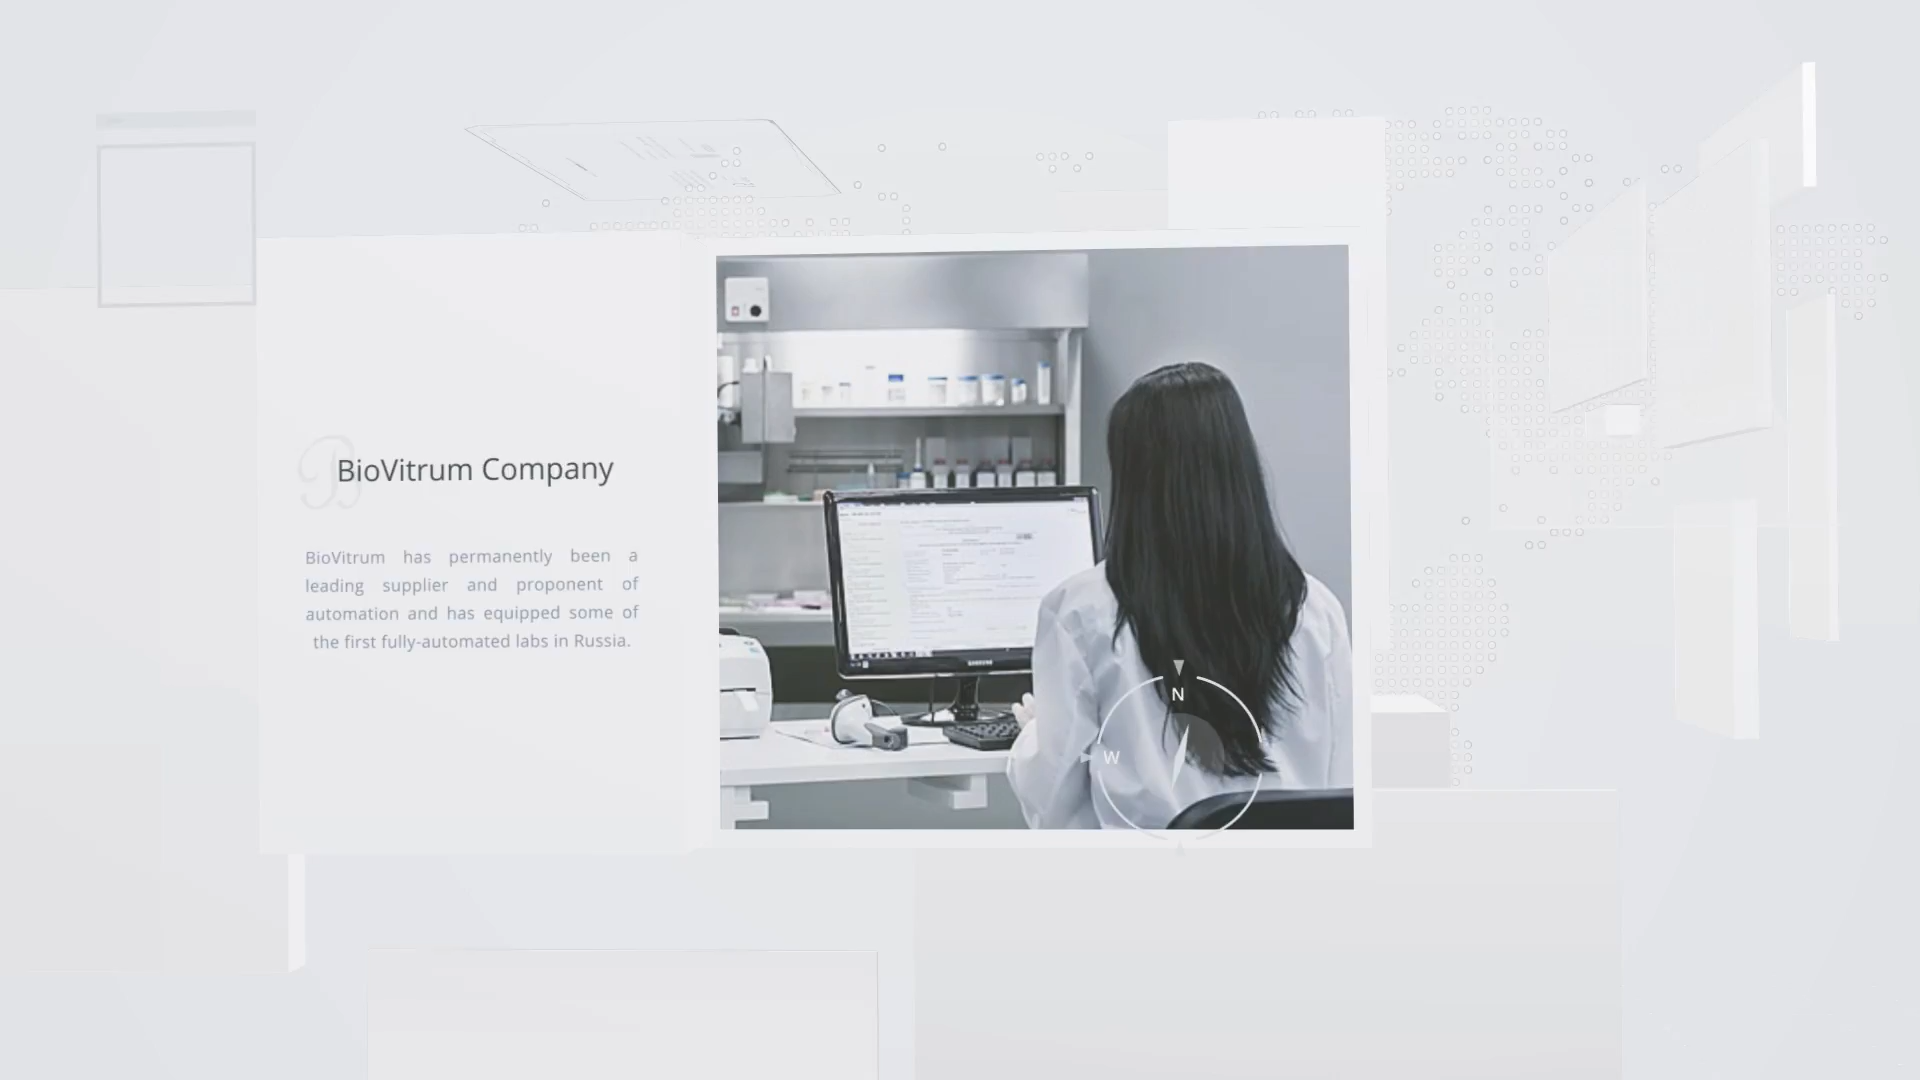 B
BioVitrum Company
BioVitrum has permanently been a
leading supplier and proponent of
automation and has equipped some of
the first fully-automated labs in Russia.
SAMSUNG
N
W